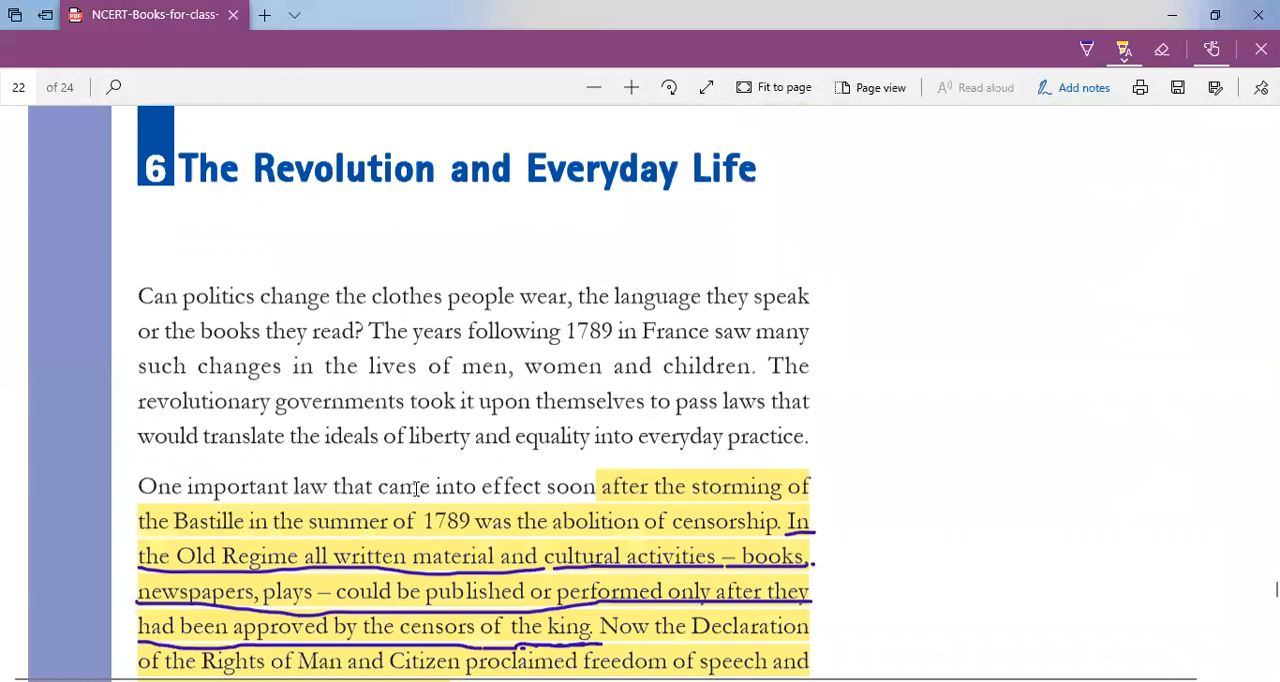 NCERT-Books-for-class-
22 of 24
Fit to page
Page view
Read aloud
Add notes
6 The Revolution and Everyday Life
Can politics change the clothes people wear, the language they speak
or the books they read? The years following 1789 in France saw many
such changes in the lives of men, women and children. The
revolutionary governments took it upon themselves to pass laws that
would translate the ideals of liberty and equality into everyday practice.
One important law that came into effect soon after the storming of
the Bastille in the summer of 1789 was the abolition of censorship. In
the Old Regime all written material and cultural activities – books,
newspapers, plays – could be published or performed only after they
had been approved by the censors of the king. Now the Declaration
of the Rights of Man and Citizen proclaimed freedom of speech and